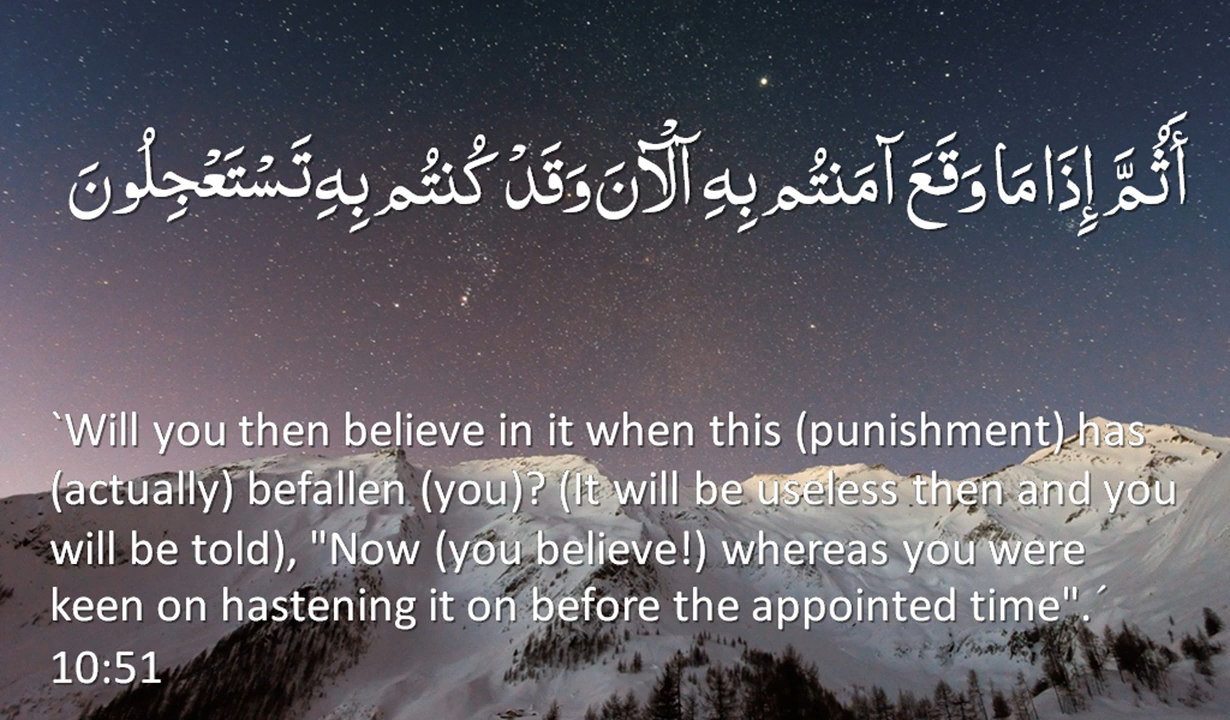 أَثُمَّ إِذَا مَا وَقَعَ آمَنتُم بِهِ آلْآنَ وَقَدْ كُنتُم بِهِ تَسْتَعْجِلُونَ
`Will you then believe in it when this (punishment) has
(actually) befallen (you)? (It will be useless then and you
will be told), "Now (you believe!) whereas you were
keen on hastening it on before the appointed time".´
10:51